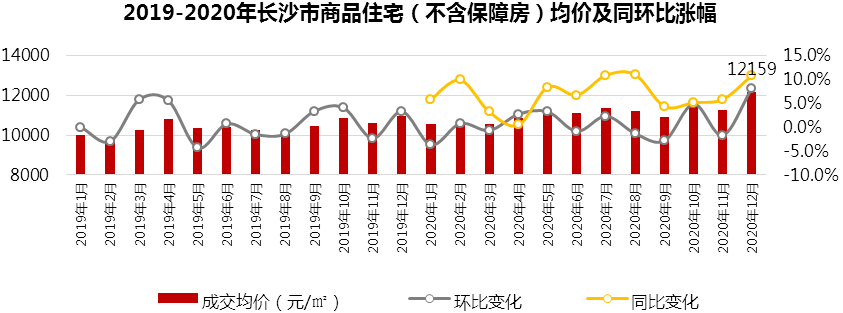 2019-2020年长沙市商品住宅（不含保障房）均价及同环比涨幅
14000
12000
10000
8000
12159
15.0%
10.0%
5.0%
0.0%
-5.0%
-10.0%
2019年1月
2019年2月
2019年3月
2019年4月
2019年5月
2019年6月
2019年7月
2019年8月
2019年9月
2019年10月
2019年11月
2019年12月
2020年1月
2020年2月
2020年3月
2020年4月
2020年5月
2020年6月
2020年7月
2020年8月
2020年9月
2020年10月
2020年11月
2020年12月
成交均价（元/㎡） 环比变化 同比变化